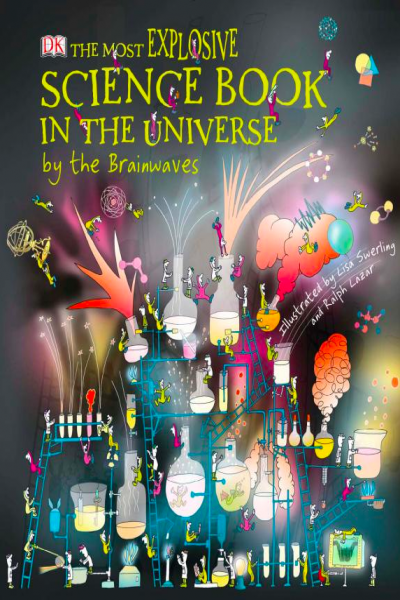 DK THE MOST EXPLOSIVE
SCIENCE BOOK
IN THE UNIVERSE
by the Brainwaves
Illustrated by Lisa Swerling
and Ralph Lazar